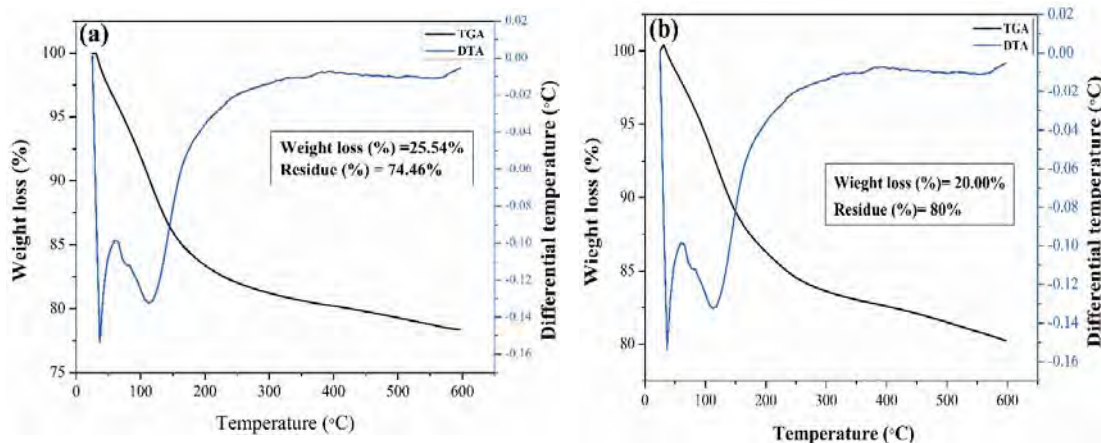 (a)
TGA
DTA
Weight loss (%) =25.54%
Residue (%) = 74.46%
Weight loss (%)
100
95
90
85
80
75
0.02
0.00
-0.02
-0.04
-0.06
-0.08
-0.10
-0.12
-0.14
-0.16
Differential temperature (°C)
0 100 200 300 400 500 600
Temperature (°C)
(b)
TGA
DTA
Wieght loss (%)= 20.00%
Residue (%)= 80%
Wieght loss (%)
100
95
90
85
80
0.02
0.00
-0.02
-0.04
-0.06
-0.08
-0.10
-0.12
-0.14
-0.16
Differential temperature (°C)
0 100 200 300 400 500 600
Temperature (°C)